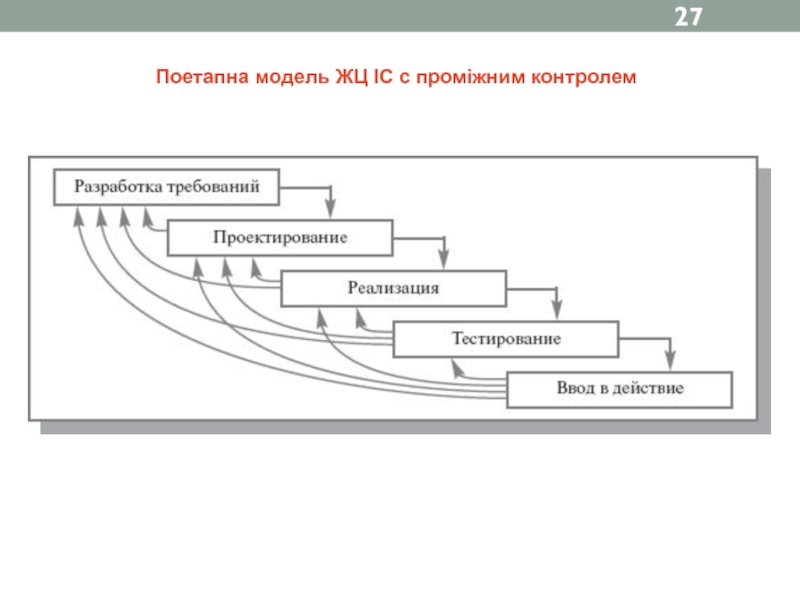 27
Поетапна модель ЖЦ ІС с проміжним контролем
Разработка требований
Проектирование
Реализация
Тестирование
Ввод в действие